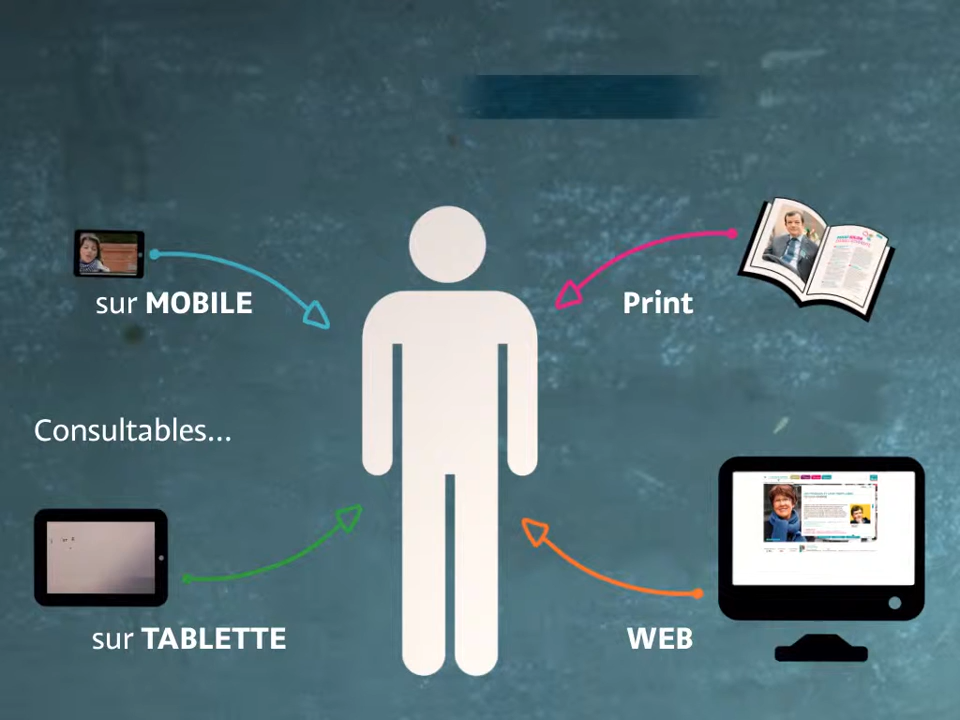 sur MOBILE
Print
Consultables...
sur TABLETTE
WEB